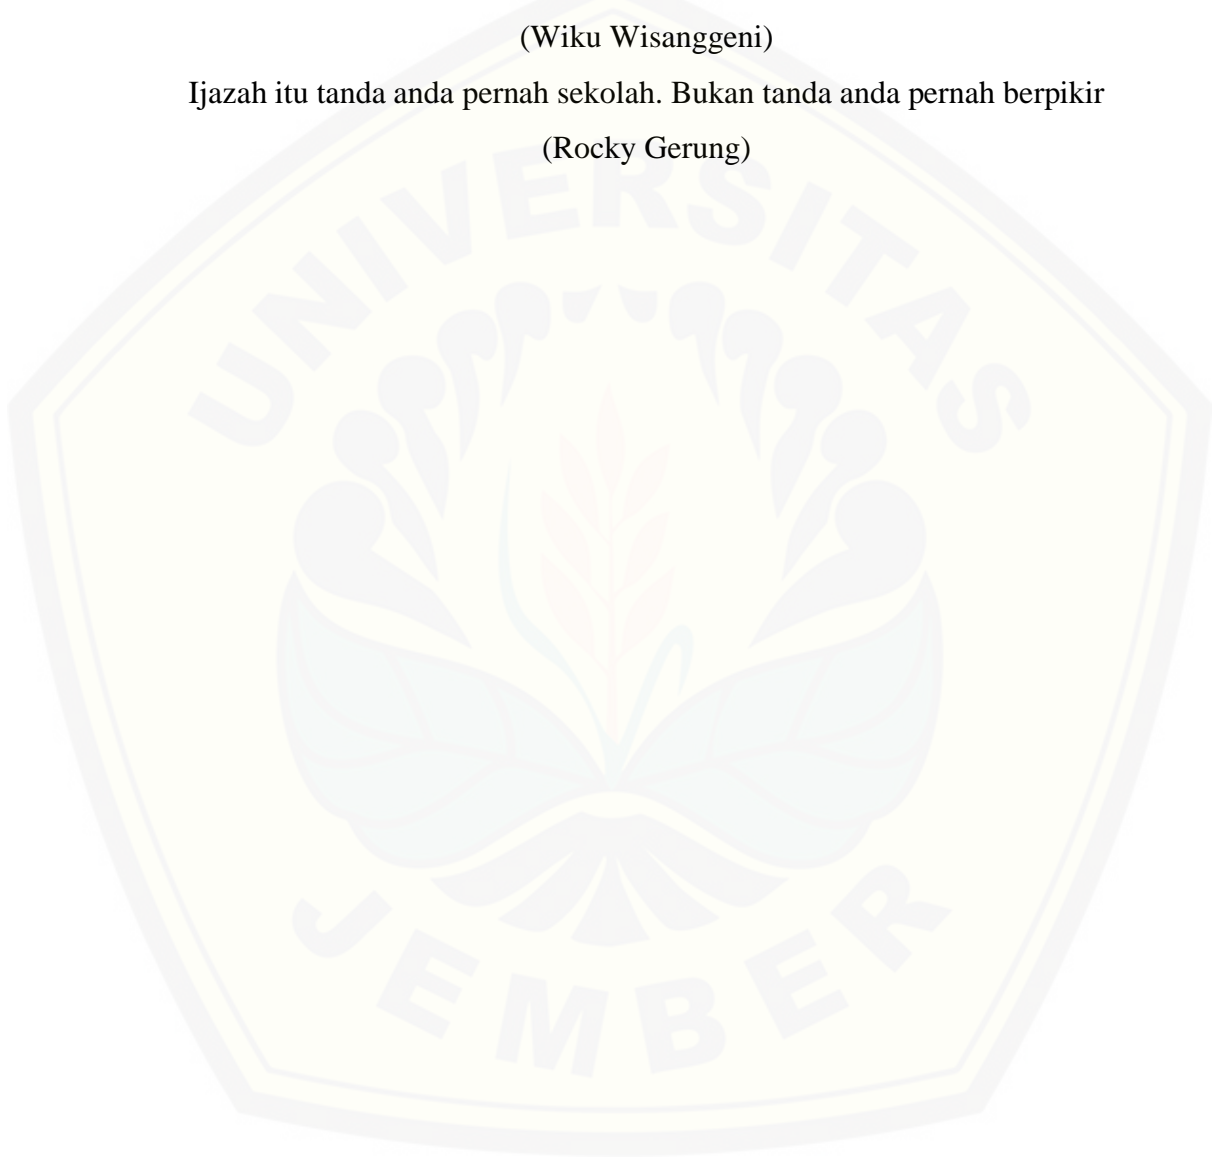 (Wiku Wisanggeni)
Ijazah itu tanda anda pernah sekolah. Bukan tanda anda pernah berpikir
(Rocky Gerung)
UNIVERSITAS
JEMBER